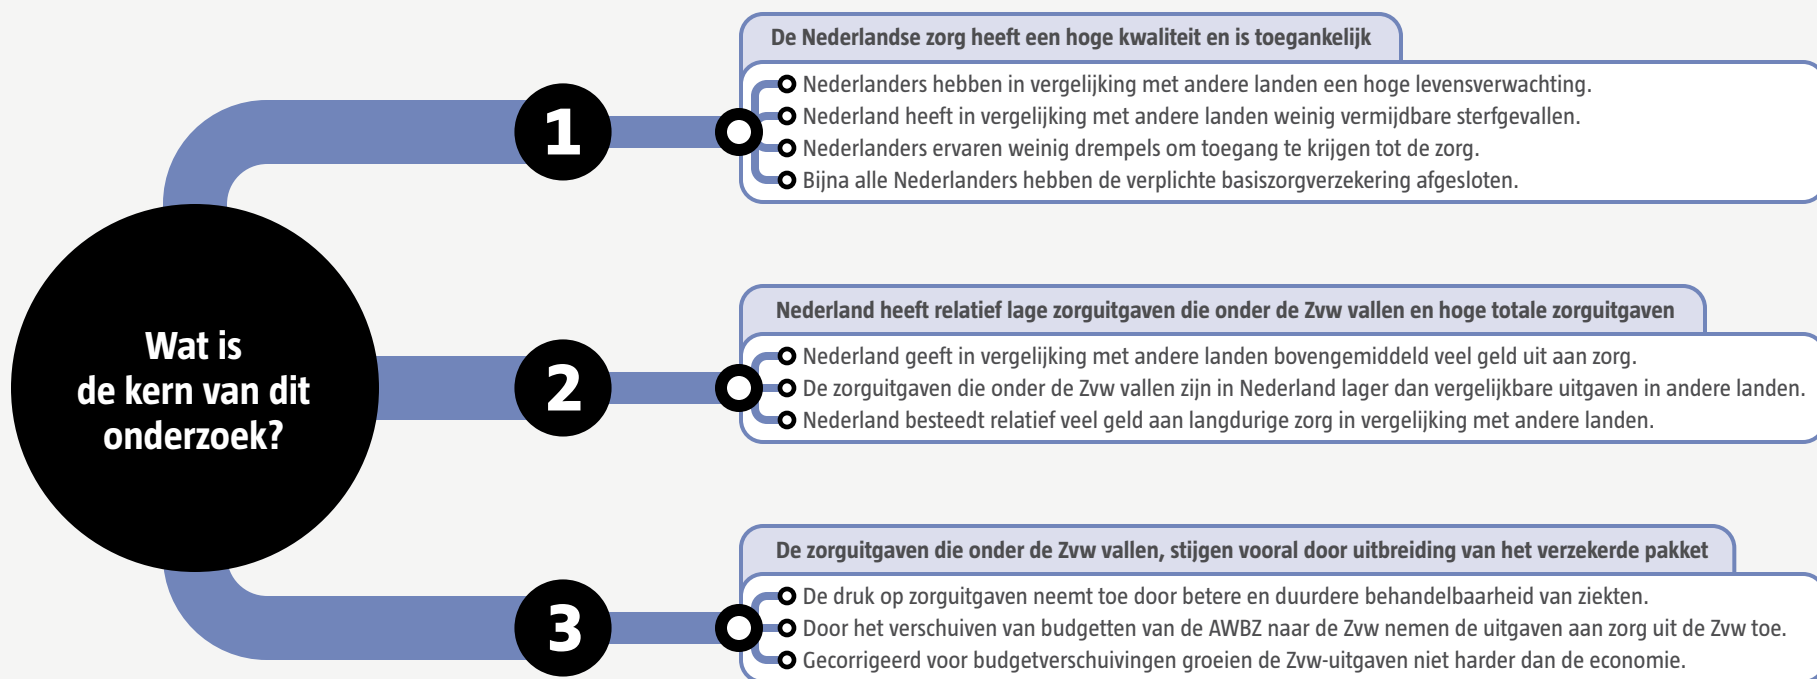 De Nederlandse zorg heeft een hoge kwaliteit en is toegankelijk
Nederlanders hebben in vergelijking met andere landen een hoge levensverwachting.
Nederland heeft in vergelijking met andere landen weinig vermijdbare sterfgevallen.
Nederlanders ervaren weinig drempels om toegang te krijgen tot de zorg.
Bijna alle Nederlanders hebben de verplichte basiszorgverzekering afgesloten.
1
Wat is
de kern van dit
onderzoek?
2
Nederland heeft relatief lage zorguitgaven die onder de Zvw vallen en hoge totale zorguitgaven
Nederland geeft in vergelijking met andere landen bovengemiddeld veel geld uit aan zorg.
De zorguitgaven die onder de Zvw vallen zijn in Nederland lager dan vergelijkbare uitgaven in andere landen.
Nederland besteedt relatief veel geld aan langdurige zorg in vergelijking met andere landen.
3
De zorguitgaven die onder de Zvw vallen, stijgen vooral door uitbreiding van het verzekerde pakket
De druk op zorguitgaven neemt toe door betere en duurdere behandelbaarheid van ziekten.
Door het verschuiven van budgetten van de AWBZ naar de Zvw nemen de uitgaven aan zorg uit de Zvw toe.
Gecorrigeerd voor budgetverschuivingen groeien de Zvw-uitgaven niet harder dan de economie.